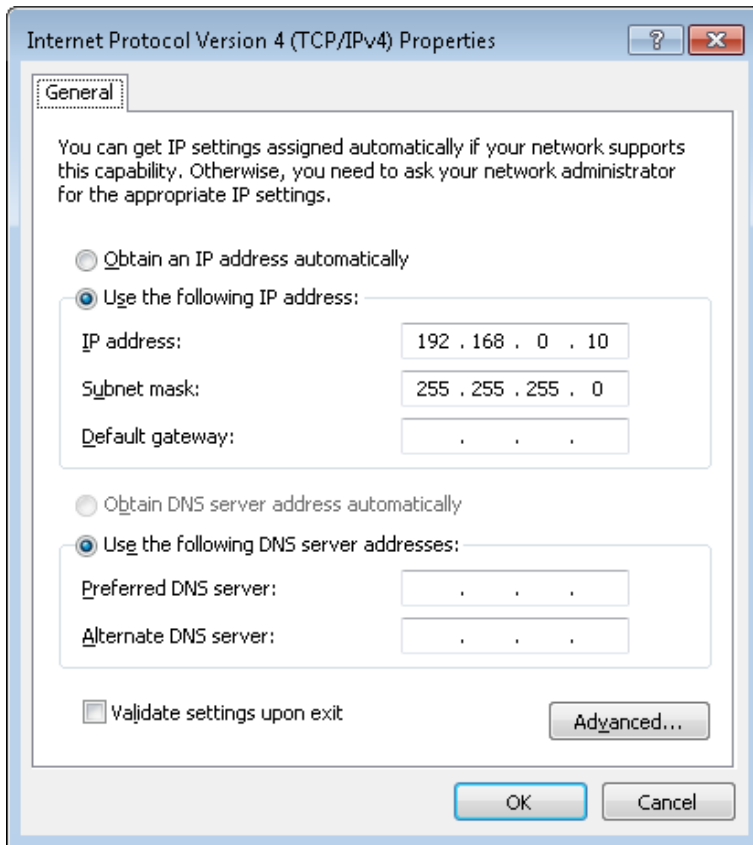 Internet Protocol Version 4 (TCP/IPv4) Properties
General
You can get IP settings assigned automatically if your network supports
this capability. Otherwise, you need to ask your network administrator
for the appropriate IP settings.
Obtain an IP address automatically
Use the following IP address:
IP address: 192 . 168 . 0 . 10
Subnet mask: 255 . 255 . 255 . 0
Default gateway: . . .
Obtain DNS server address automatically
Use the following DNS server addresses:
Preferred DNS server: . . .
Alternate DNS server: . . .
Validate settings upon exit
Advanced...
OK Cancel